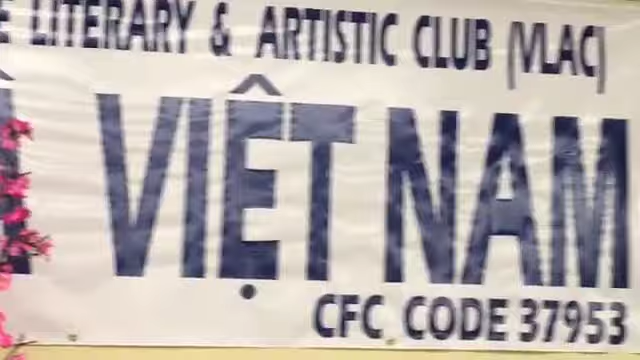 LITERARY & ARTISTIC CLUB (VLAC)
VIỆT NAM
CFC CODE 37953